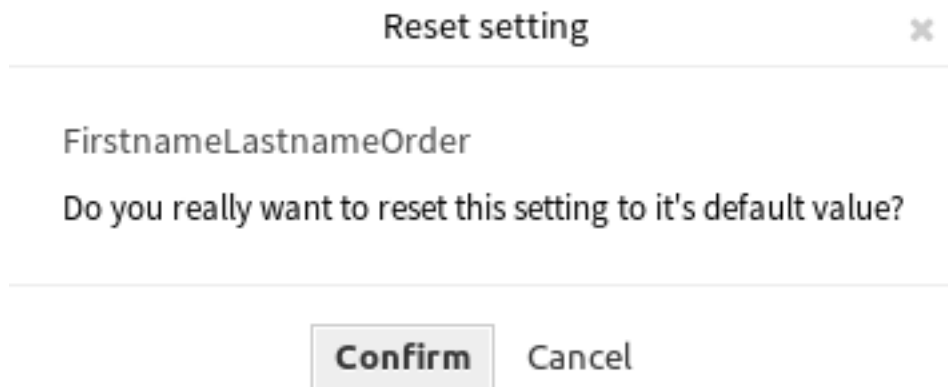 Reset setting
FirstnameLastnameOrder
Do you really want to reset this setting to it's default value?
Confirm Cancel